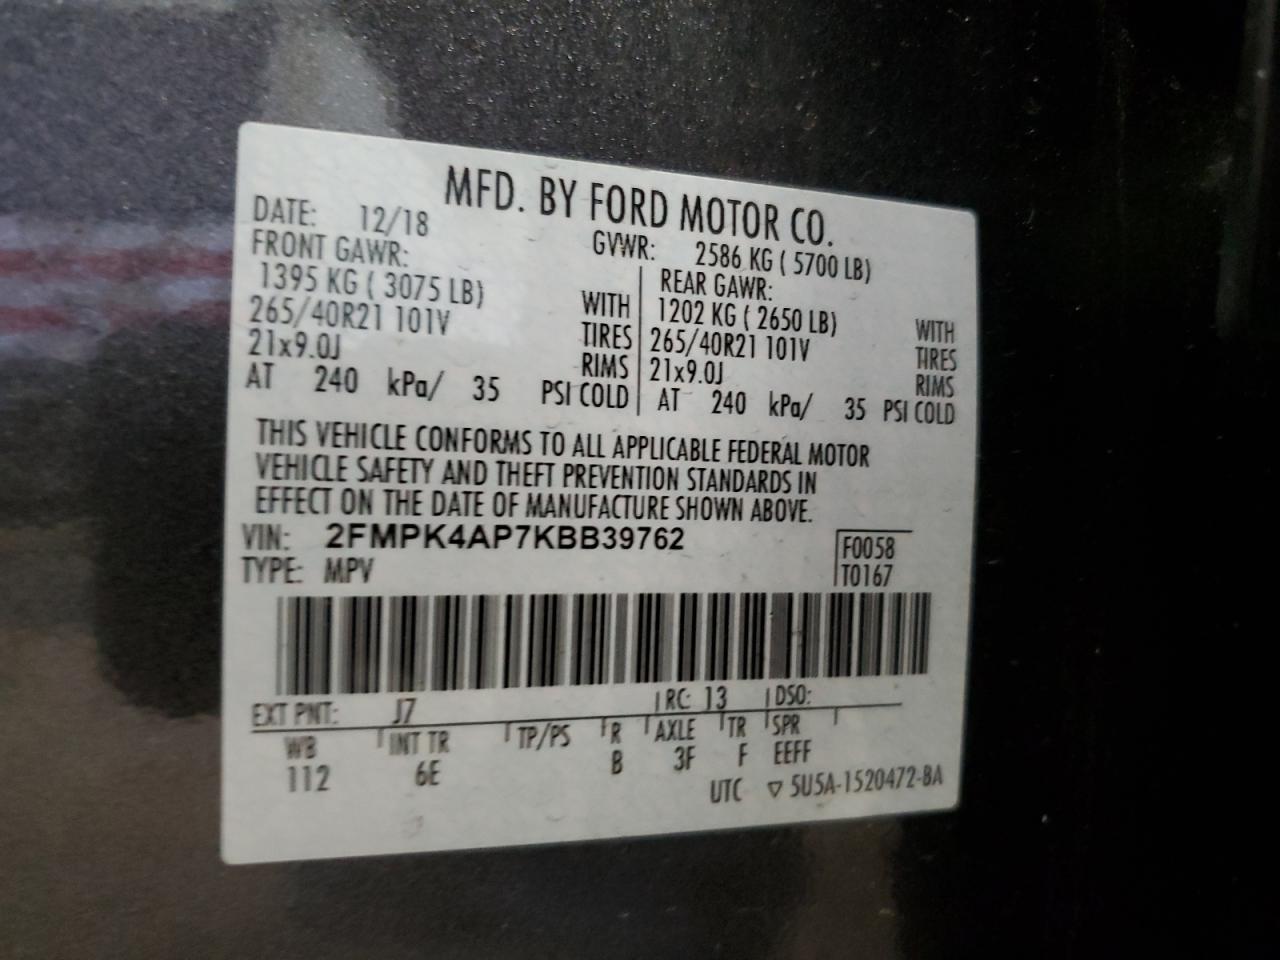 MFD. BY FORD MOTOR CO.
DATE: 12/18 GVWR: 2586 KG ( 5700 LB)
FRONT GAWR: REAR GAWR:
1395 KG ( 3075 LB) WITH 1202 KG ( 2650 LB) WITH
265/40R21 101V TIRES 265/40R21 101V TIRES
21x9.0J RIMS 21x9.0J RIMS
AT 240 kPa/ 35 PSI COLD AT 240 kPa/ 35 PSI COLD
THIS VEHICLE CONFORMS TO ALL APPLICABLE FEDERAL MOTOR
VEHICLE SAFETY AND THEFT PREVENTION STANDARDS IN
EFFECT ON THE DATE OF MANUFACTURE SHOWN ABOVE.
VIN: 2FMPK4AP7KBB39762 F0058
TYPE: MPV T0167
EXT PNT: J7 RC: 13 DSO:
WB INT TR TP/PS R AXLE TR SPR
112 6E B 3F F EEFF
UTC ▽ 5U5A-1520472-BA